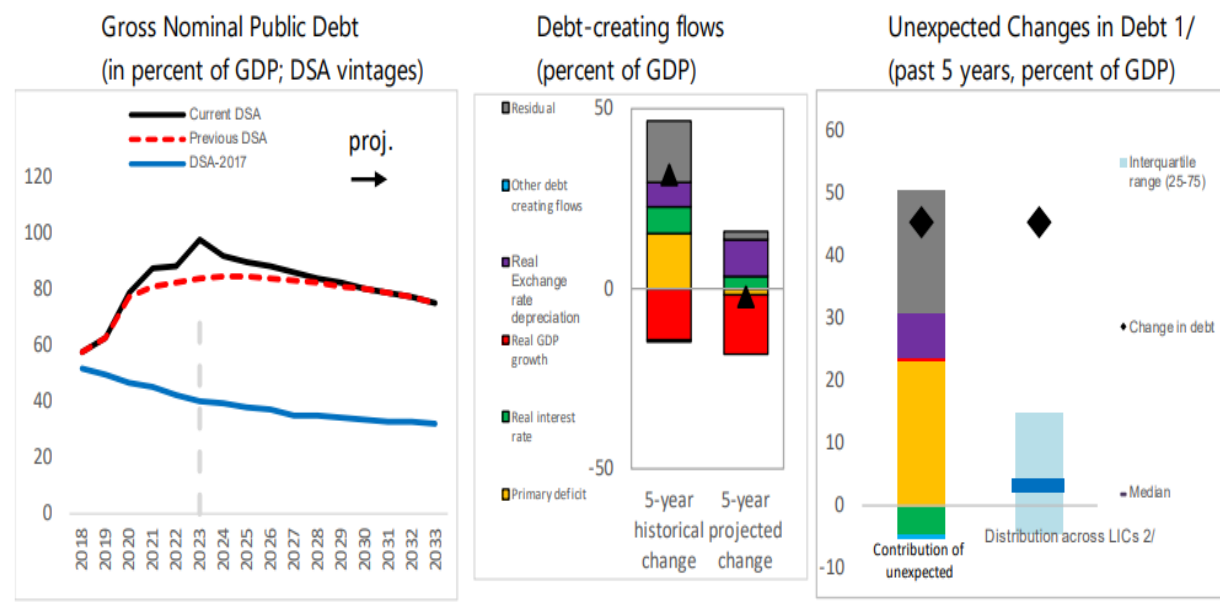 Gross Nominal Public Debt
(in percent of GDP; DSA vintages)
Current DSA
Previous DSA
DSA-2017
proj.
120
100
80
60
40
20
0
2018
2019
2020
2021
2022
2023
2024
2025
2026
2027
2028
2029
2030
2031
2032
2033
Debt-creating flows
(percent of GDP)
Residual
Other debt
creating flows
Real
Exchange rate
depreciation
Real GDP
growth
Real interest
rate
Primary deficit
50
0
-50
5-year
historical
change
5-year
projected
change
Unexpected Changes in Debt 1/
(past 5 years, percent of GDP)
60
50
40
30
20
10
0
-10
Interquartile
range (25-75)
Change in debt
Median
Contribution of
unexpected
Distribution across LICs 2/